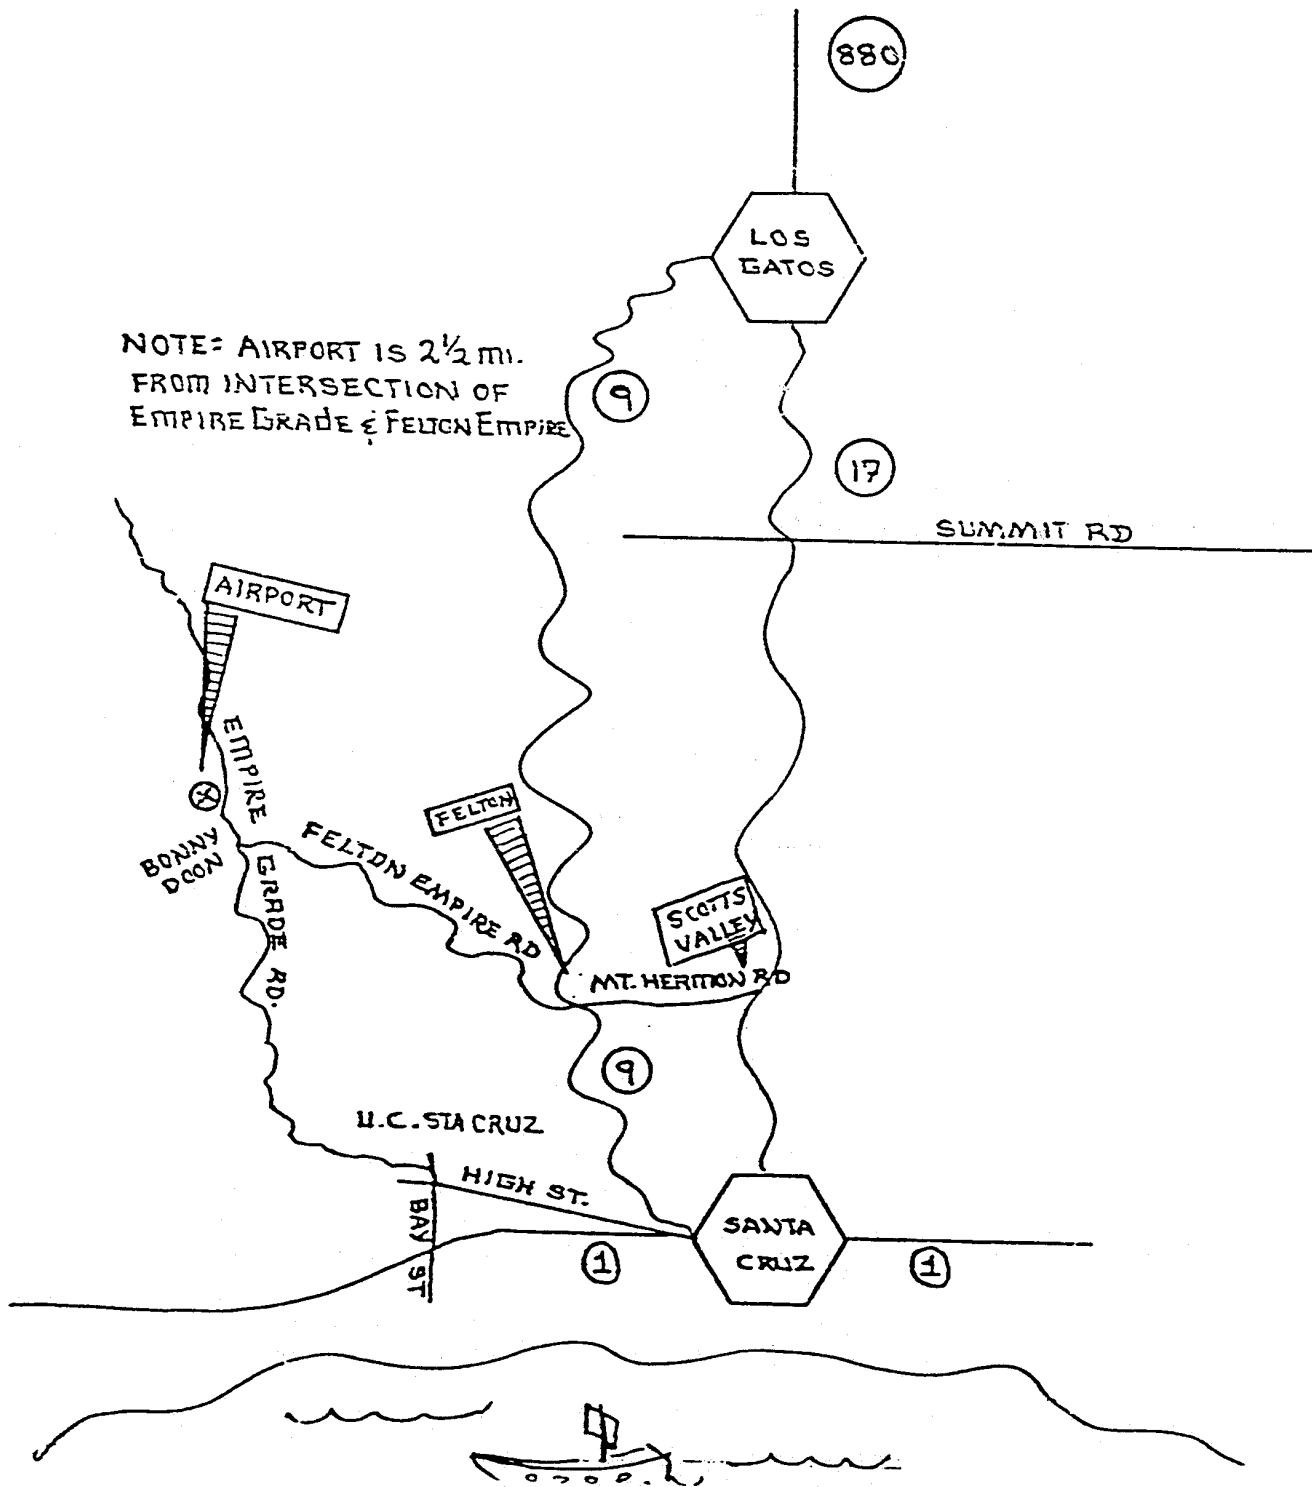 880
LOS
GATOS
NOTE= AIRPORT IS 2½ MI.
FROM INTERSECTION OF
EMPIRE GRADE & FELTON EMPIRE
9
17
SUMMIT RD
AIRPORT
EMPIRE
GRADE
RD.
BONNY
DOON
FELTON
FELTON EMPIRE RD
SCOTTS
VALLEY
MT. HERMON RD
9
U.C. STA CRUZ
HIGH ST.
BAY
ST
SANTA
CRUZ
1
1